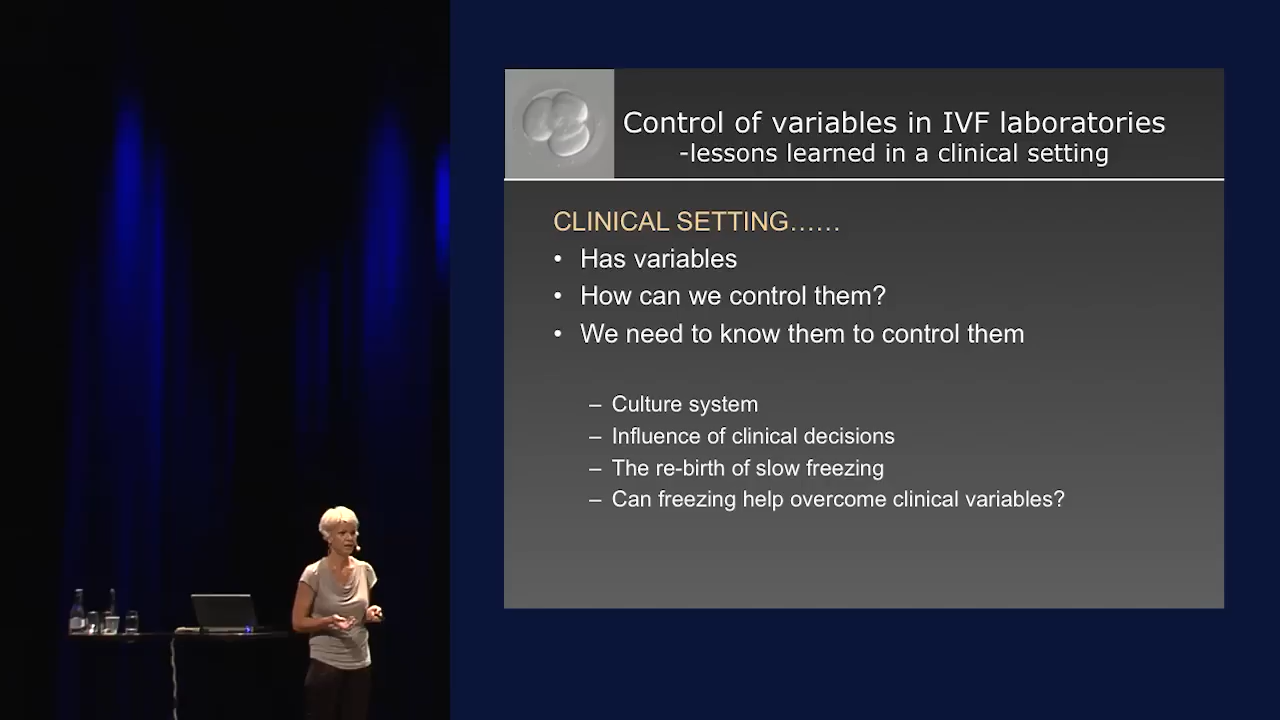 Control of variables in IVF laboratories
-lessons learned in a clinical setting
CLINICAL SETTING……
• Has variables
• How can we control them?
• We need to know them to control them
– Culture system
– Influence of clinical decisions
– The re-birth of slow freezing
– Can freezing help overcome clinical variables?